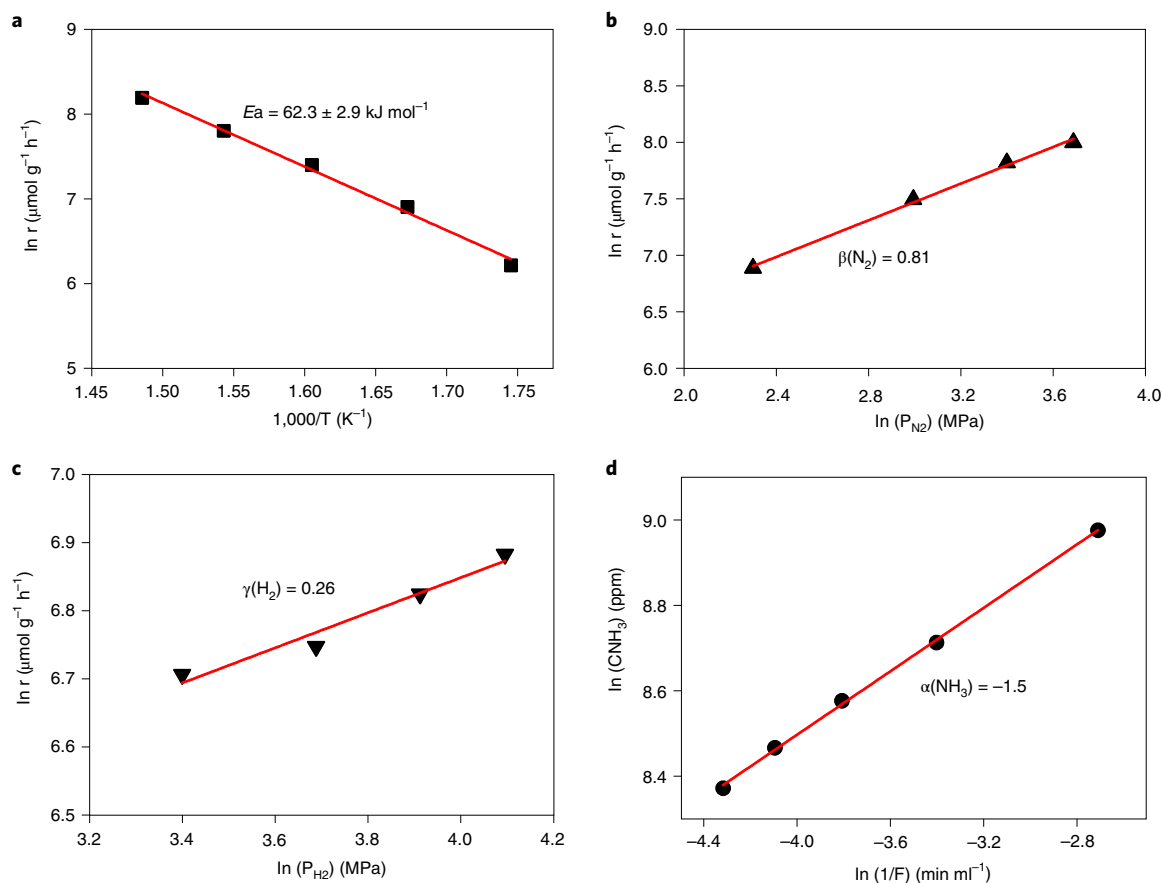 a
9
8
7
6
5
ln r (μmol g⁻¹ h⁻¹)
Ea = 62.3 ± 2.9 kJ mol⁻¹
1.45 1.50 1.55 1.60 1.65 1.70 1.75
1,000/T (K⁻¹)
b
9.0
8.5
8.0
7.5
7.0
6.5
6.0
ln r (μmol g⁻¹ h⁻¹)
β(N₂) = 0.81
2.0 2.4 2.8 3.2 3.6 4.0
ln (P_N2) (MPa)
c
7.0
6.9
6.8
6.7
6.6
6.5
ln r (μmol g⁻¹ h⁻¹)
γ(H₂) = 0.26
3.2 3.4 3.6 3.8 4.0 4.2
ln (P_H2) (MPa)
d
9.0
8.8
8.6
8.4
ln (CNH₃) (ppm)
α(NH₃) = −1.5
−4.4 −4.0 −3.6 −3.2 −2.8
ln (1/F) (min ml⁻¹)